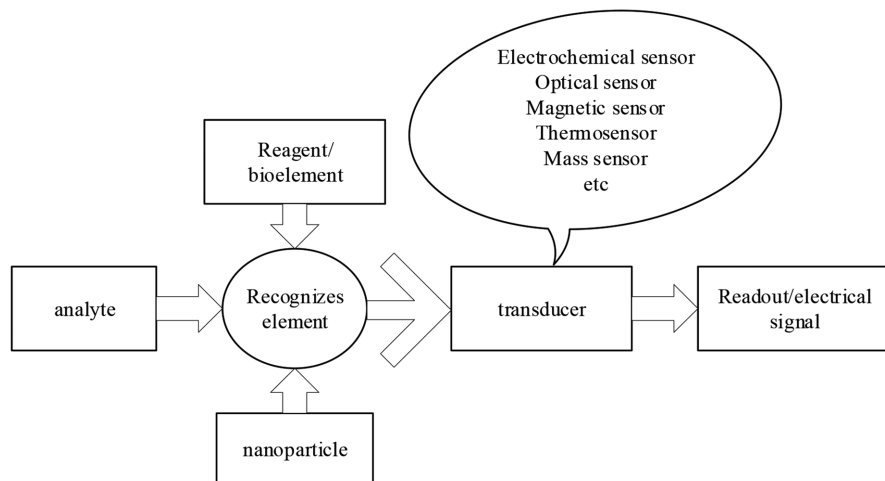 Electrochemical sensor
Optical sensor
Magnetic sensor
Thermosensor
Mass sensor
etc
Reagent/
bioelement
analyte
Recognizes
element
transducer
Readout/electrical
signal
nanoparticle